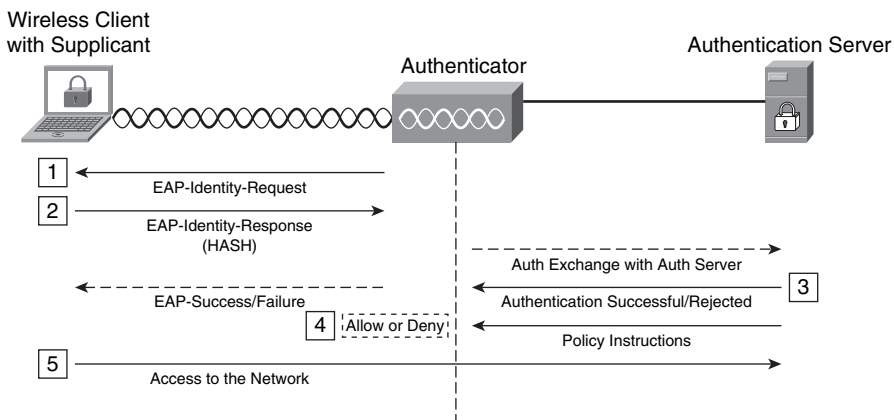 Wireless Client
with Supplicant
Authenticator
Authentication Server
1
EAP-Identity-Request
2
EAP-Identity-Response
(HASH)
Auth Exchange with Auth Server
3
EAP-Success/Failure
Authentication Successful/Rejected
4
Allow or Deny
Policy Instructions
5
Access to the Network